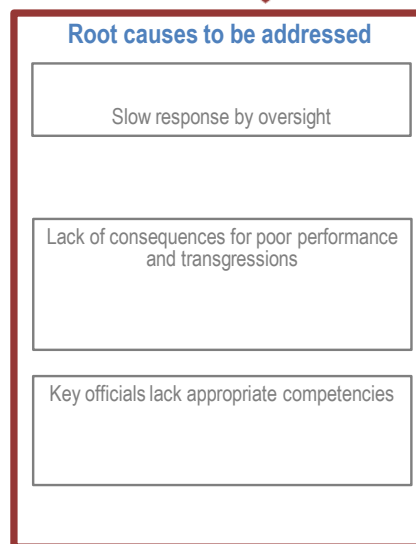 Root causes to be addressed
Slow response by oversight
Lack of consequences for poor performance
and transgressions
Key officials lack appropriate competencies